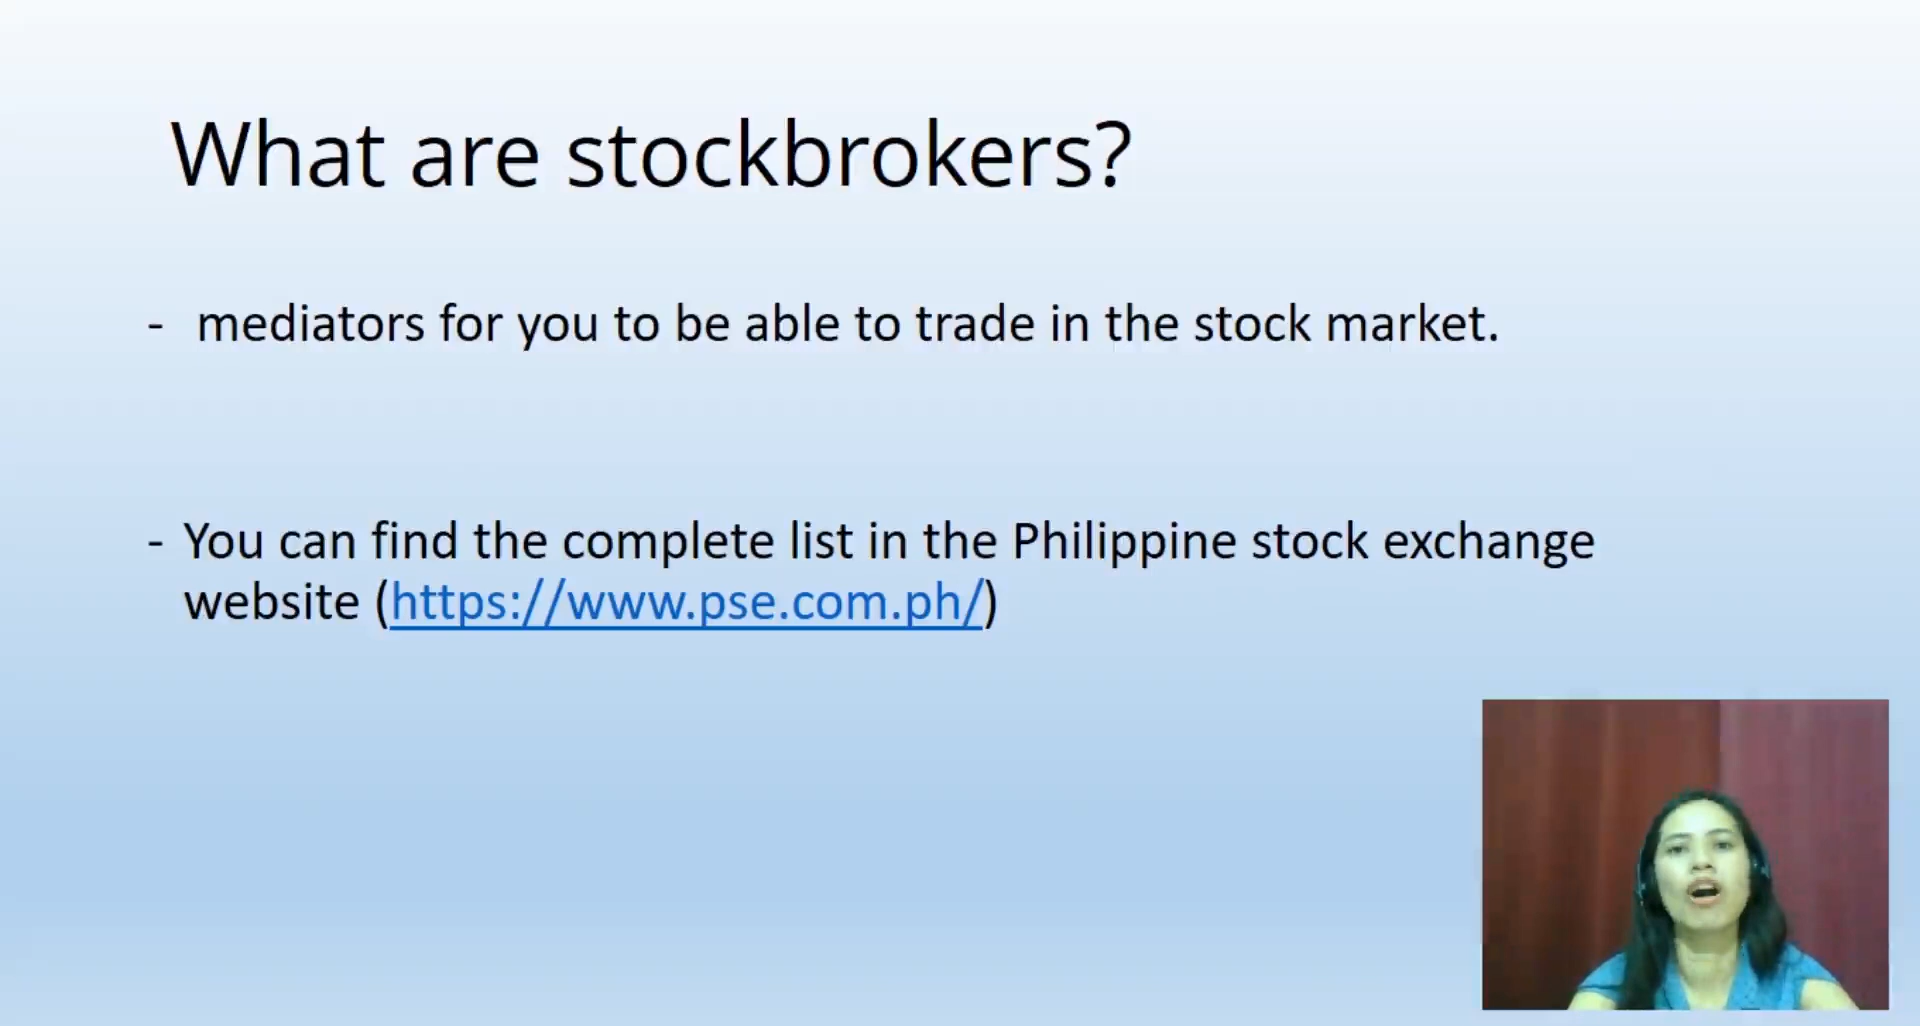 What are stockbrokers?
- mediators for you to be able to trade in the stock market.
- You can find the complete list in the Philippine stock exchange
website (https://www.pse.com.ph/)